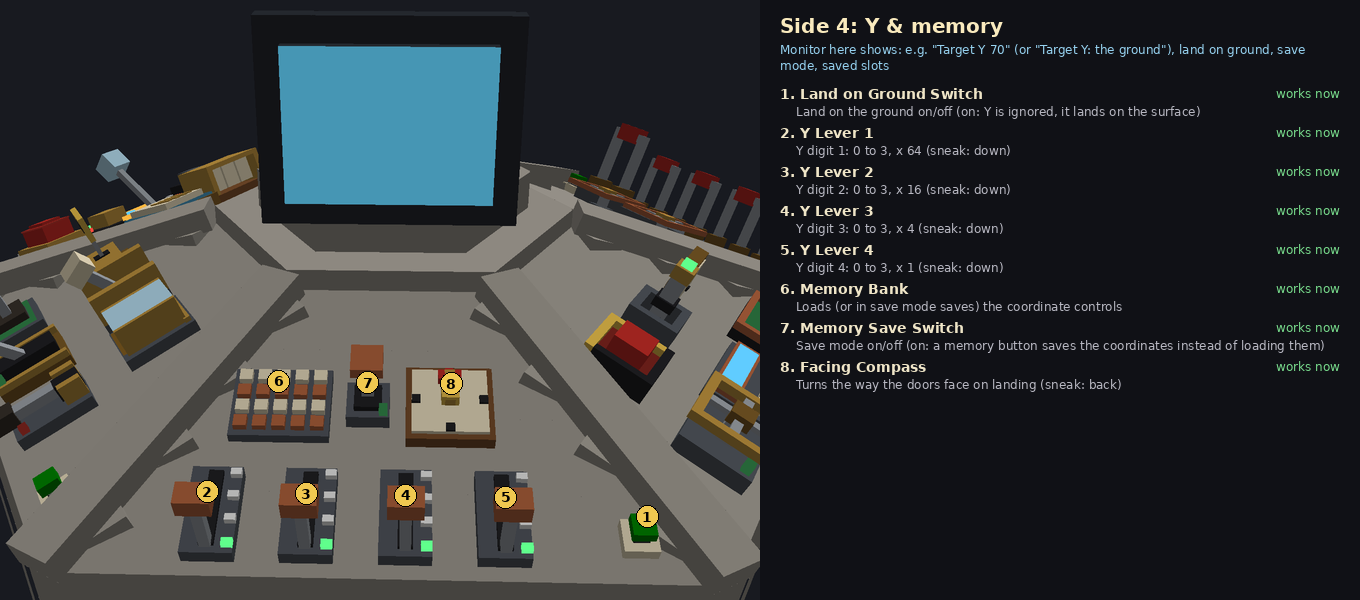 Side 4: Y & memory
Monitor here shows: e.g. "Target Y 70" (or "Target Y: the ground"), land on ground, save
mode, saved slots
1. Land on Ground Switch works now
Land on the ground on/off (on: Y is ignored, it lands on the surface)
2. Y Lever 1 works now
Y digit 1: 0 to 3, x 64 (sneak: down)
3. Y Lever 2 works now
Y digit 2: 0 to 3, x 16 (sneak: down)
4. Y Lever 3 works now
Y digit 3: 0 to 3, x 4 (sneak: down)
5. Y Lever 4 works now
Y digit 4: 0 to 3, x 1 (sneak: down)
6. Memory Bank works now
Loads (or in save mode saves) the coordinate controls
7. Memory Save Switch works now
Save mode on/off (on: a memory button saves the coordinates instead of loading them)
8. Facing Compass works now
Turns the way the doors face on landing (sneak: back)
6
7
8
2
3
4
5
1